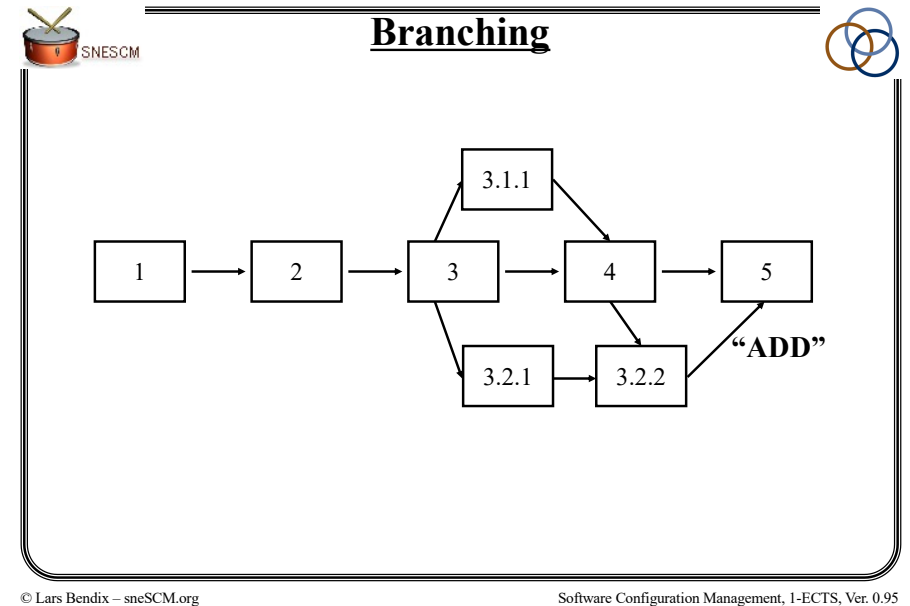 Branching
SNESCM
3.1.1
1 2 3 4 5
“ADD”
3.2.1 3.2.2
© Lars Bendix – sneSCM.org
Software Configuration Management, 1-ECTS, Ver. 0.95